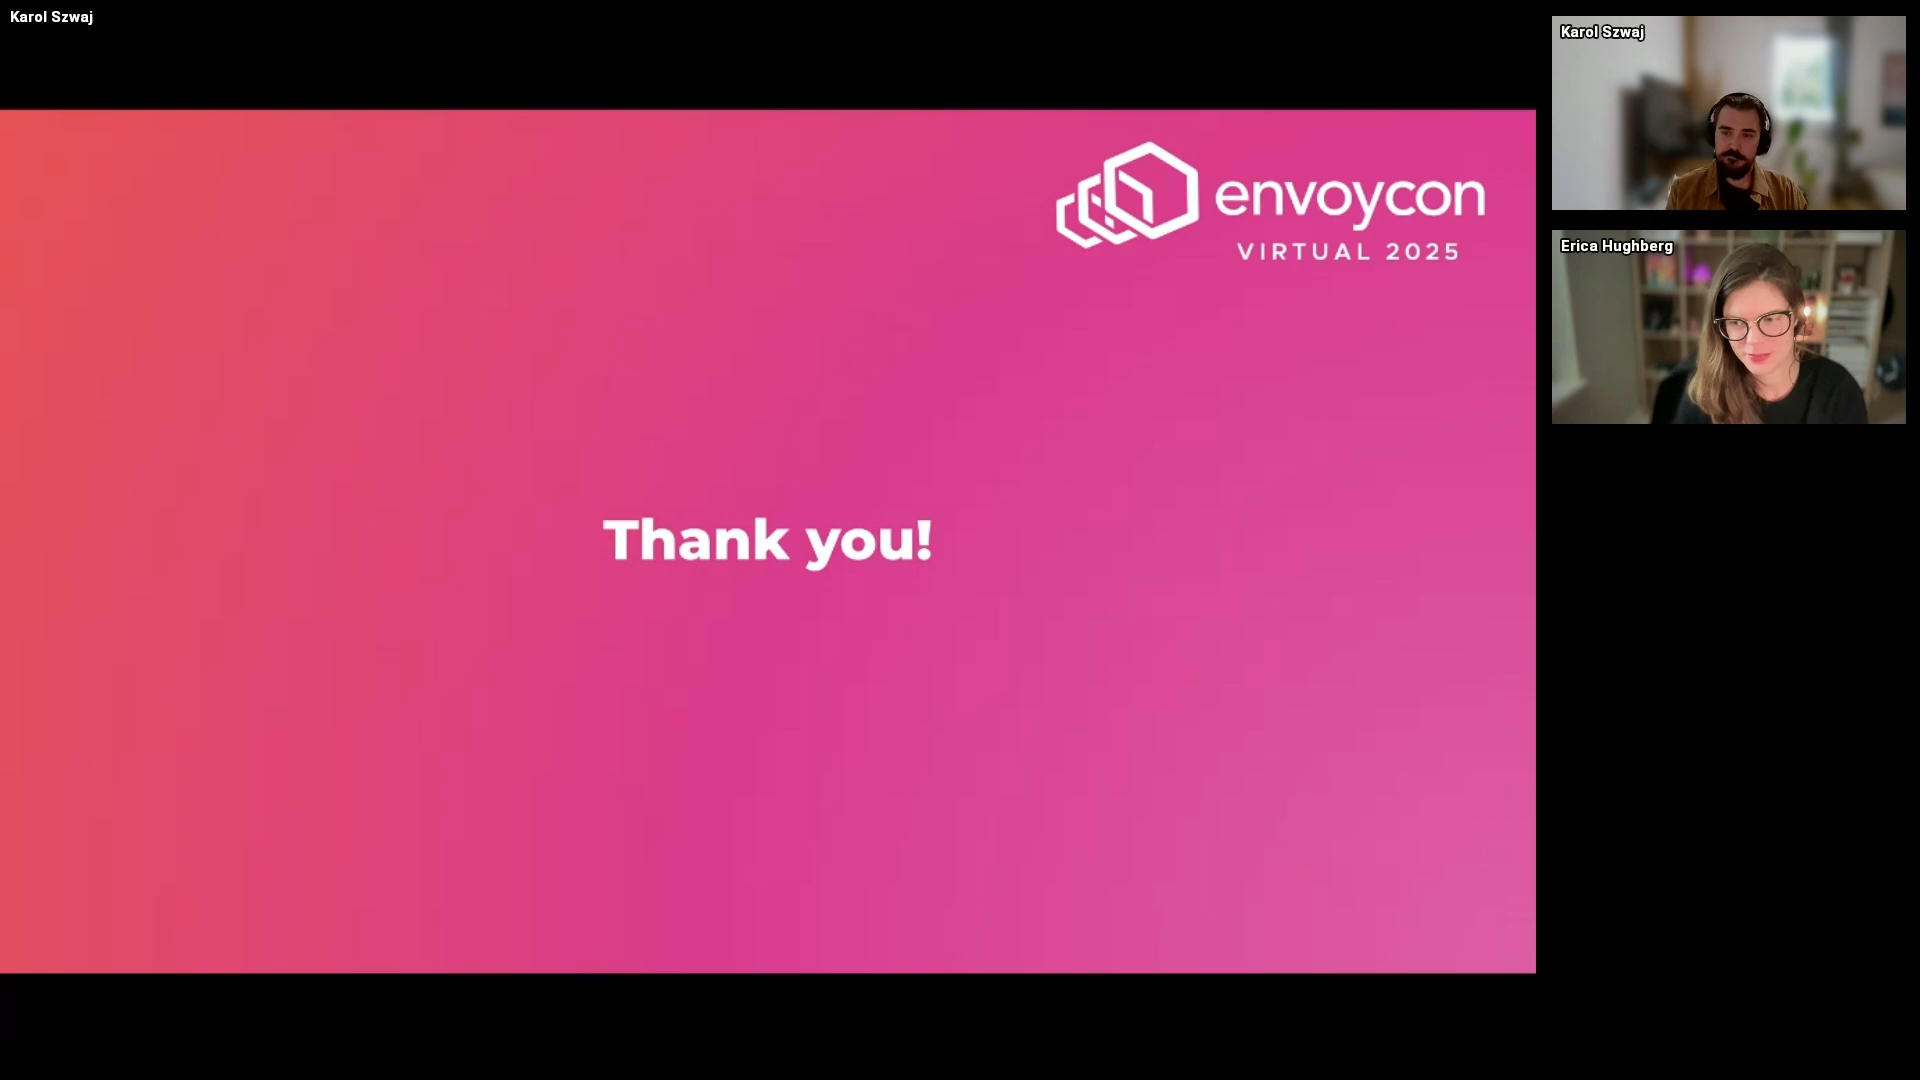 Karol Szwaj
envoycon
VIRTUAL 2025
Thank you!
Karol Szwaj
Erica Hughberg